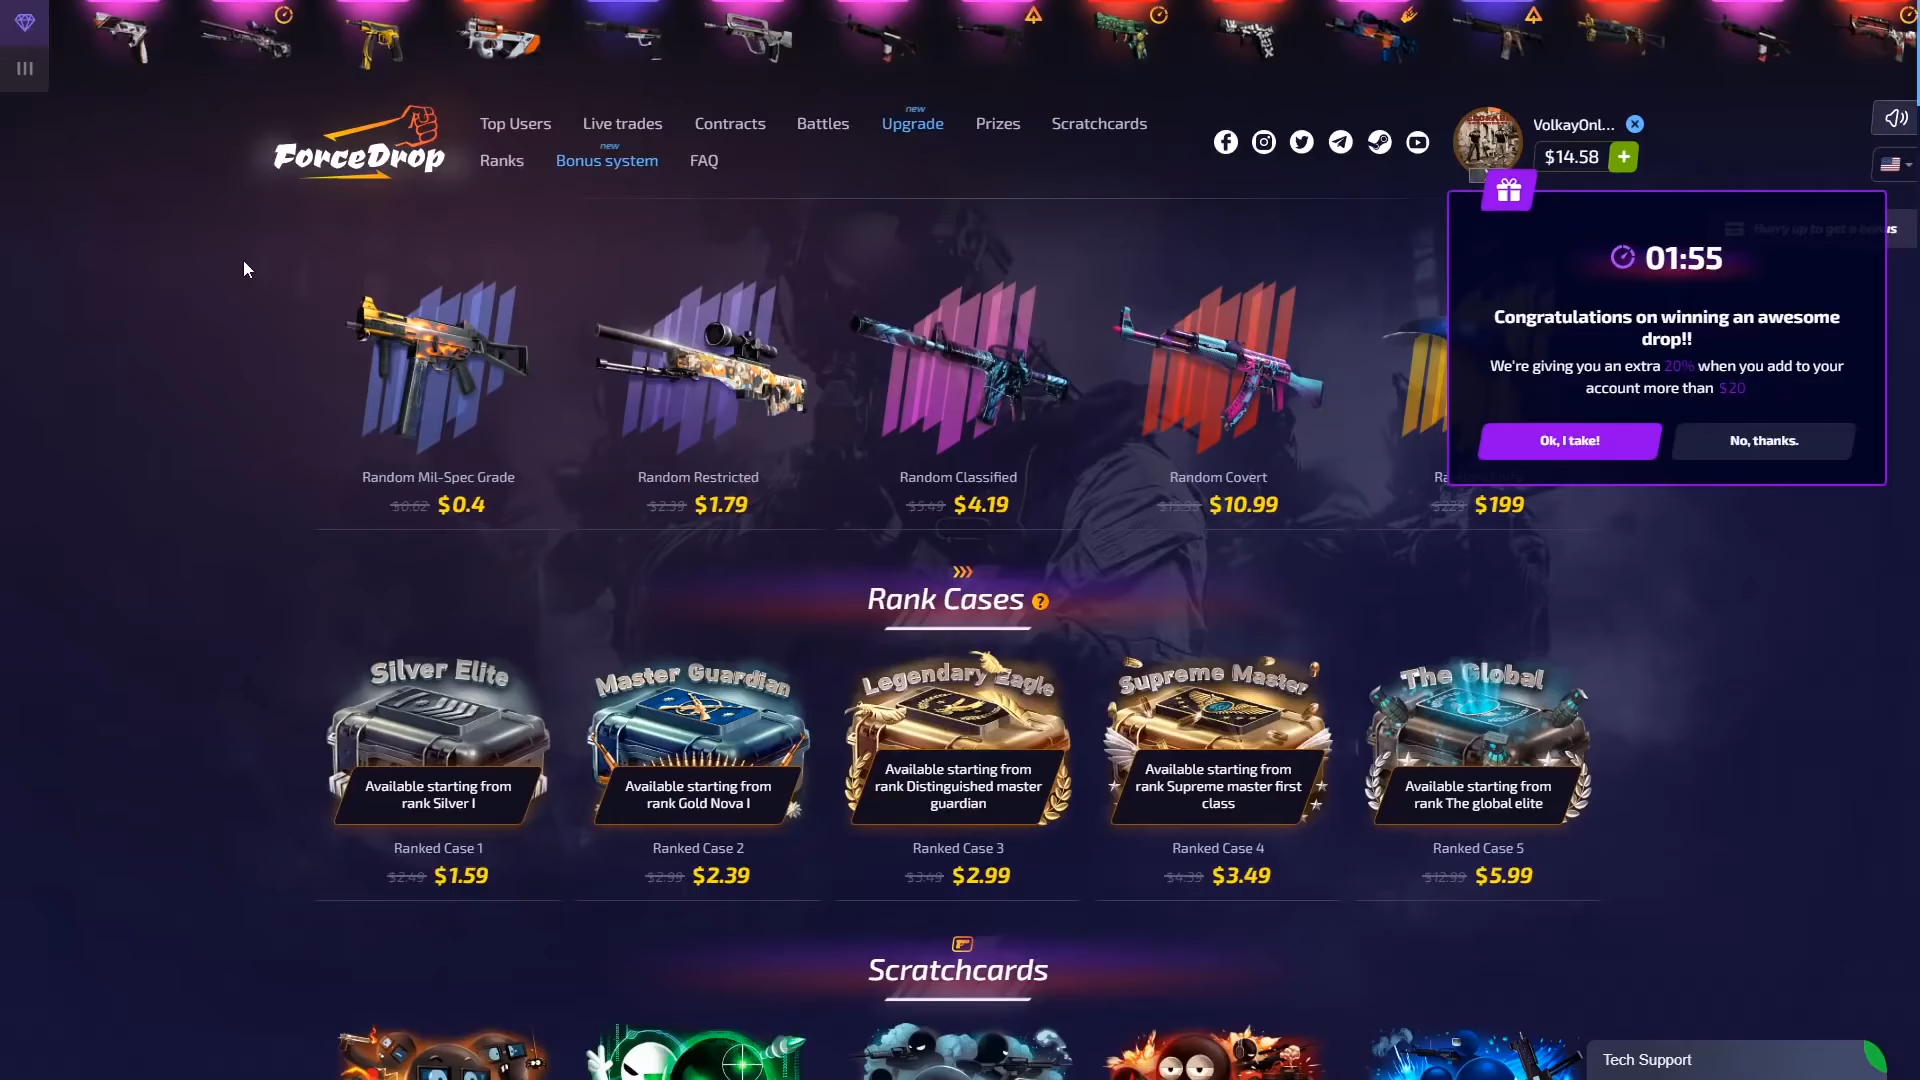 ForceDrop
Top Users
Live trades
Contracts
Battles
new
Upgrade
Prizes
Scratchcards
Ranks
new
Bonus system
FAQ
VolkayOnl...
$14.58
+
Hurry up to get a bonus
01:55
Congratulations on winning an awesome
drop!!
We're giving you an extra 20% when you add to your
account more than $20
Ok, I take!
No, thanks.
Random Mil-Spec Grade
$0.62 $0.4
Random Restricted
$2.39 $1.79
Random Classified
$5.49 $4.19
Random Covert
$15.99 $10.99
$229 $199
Rank Cases ?
Silver Elite
Available starting from
rank Silver I
Ranked Case 1
$2.49 $1.59
Master Guardian
Available starting from
rank Gold Nova I
Ranked Case 2
$2.99 $2.39
Legendary Eagle
Available starting from
rank Distinguished master
guardian
Ranked Case 3
$3.49 $2.99
Supreme Master
Available starting from
rank Supreme master first
class
Ranked Case 4
$4.39 $3.49
The Global
Available starting from
rank The global elite
Ranked Case 5
$12.99 $5.99
Scratchcards
Tech Support